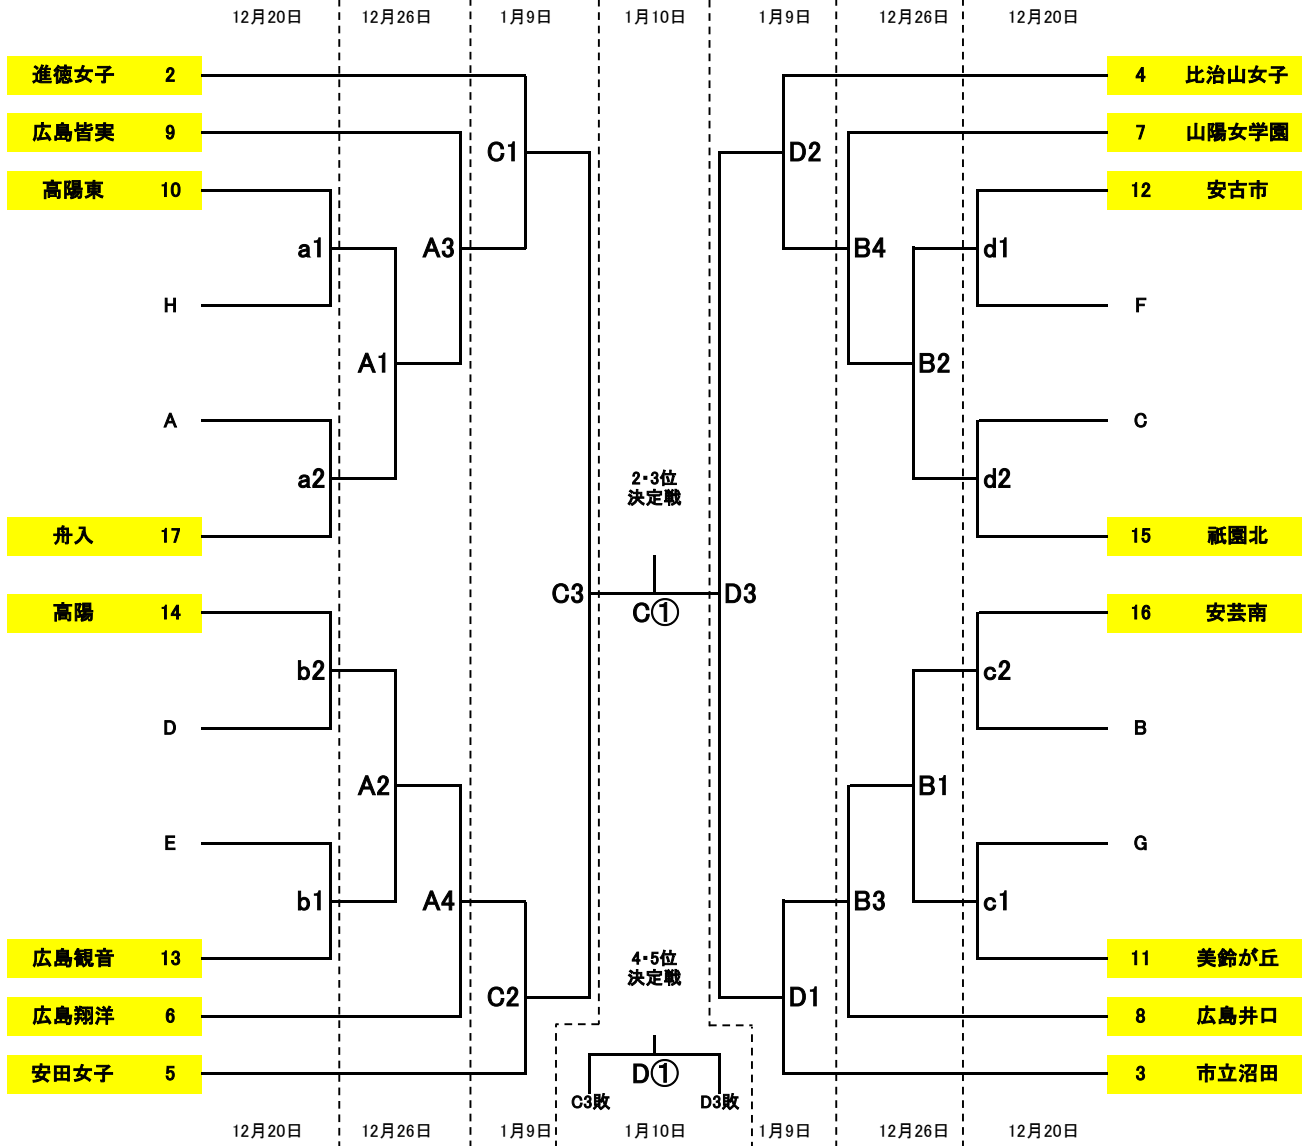 12月20日 12月26日 1月9日 1月10日 1月9日 12月26日 12月20日
進徳女子 2 4 比治山女子
広島皆実 9 7 山陽女学園
C1 D2
高陽東 10 12 安古市
a1 A3 B4 d1
H F
A1 B2
A C
a2 2・3位 d2
決定戦
舟入 17 15 祇園北
C3 D3
高陽 14 C① 16 安芸南
b2 c2
D B
A2 B1
E G
b1 A4 B3 c1
広島観音 13 4・5位 11 美鈴が丘
決定戦
C2 D1
広島翔洋 6 8 広島井口
安田女子 5 D① 3 市立沼田
C3敗 D3敗
12月20日 12月26日 1月9日 1月10日 1月9日 12月26日 12月20日